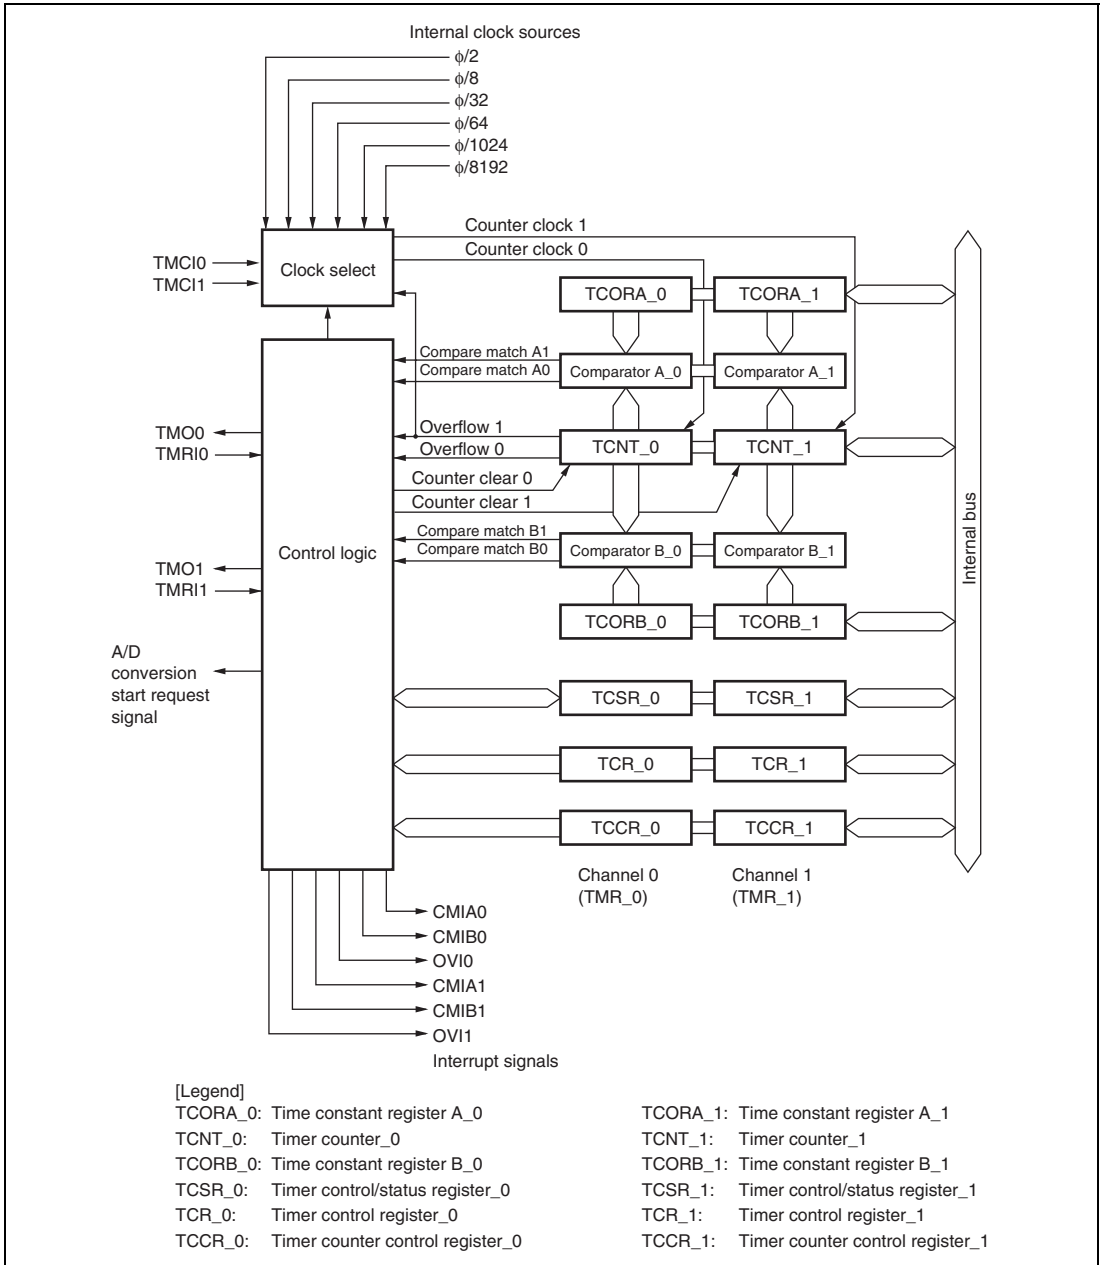 Internal clock sources
ϕ/2
ϕ/8
ϕ/32
ϕ/64
ϕ/1024
ϕ/8192
Counter clock 1
Counter clock 0
TMCI0
TMCI1
Clock select
TCORA_0
TCORA_1
Compare match A1
Compare match A0
Comparator A_0
Comparator A_1
TMO0
TMRI0
Overflow 1
Overflow 0
TCNT_0
TCNT_1
Counter clear 0
Counter clear 1
Compare match B1
Compare match B0
Comparator B_0
Comparator B_1
Control logic
Internal bus
TMO1
TMRI1
TCORB_0
TCORB_1
A/D
conversion
start request
signal
TCSR_0
TCSR_1
TCR_0
TCR_1
TCCR_0
TCCR_1
Channel 0
(TMR_0)
Channel 1
(TMR_1)
CMIA0
CMIB0
OVI0
CMIA1
CMIB1
OVI1
Interrupt signals
[Legend]
TCORA_0: Time constant register A_0
TCNT_0: Timer counter_0
TCORB_0: Time constant register B_0
TCSR_0: Timer control/status register_0
TCR_0: Timer control register_0
TCCR_0: Timer counter control register_0
TCORA_1: Time constant register A_1
TCNT_1: Timer counter_1
TCORB_1: Time constant register B_1
TCSR_1: Timer control/status register_1
TCR_1: Timer control register_1
TCCR_1: Timer counter control register_1